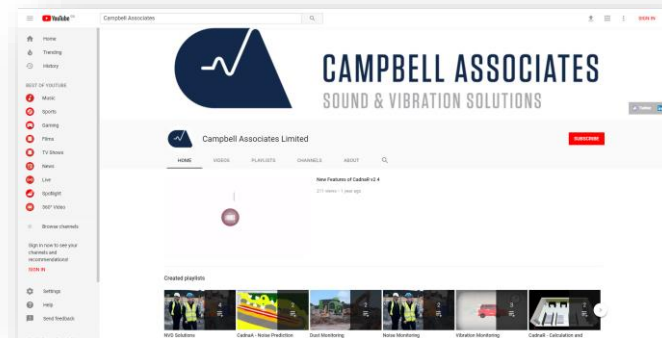 YouTube
Campbell Associates
SIGN IN
Home
Trending
History
BEST OF YOUTUBE
Music
Sports
Gaming
Films
TV Shows
News
Live
Spotlight
360° Video
Browse channels
Sign in now to see your
channels and
recommendations!
SIGN IN
Settings
Help
Send feedback
CAMPBELL ASSOCIATES
SOUND & VIBRATION SOLUTIONS
Twitter
Campbell Associates Limited
SUBSCRIBE
HOME VIDEOS PLAYLISTS CHANNELS ABOUT
New Features of CadnaR v2.4
1 year ago
Created playlists
NVS Solutions
CadnaA - Noise Prediction
Dust Monitoring
Noise Monitoring
Vibration Monitoring
CadnaR - Calculation and